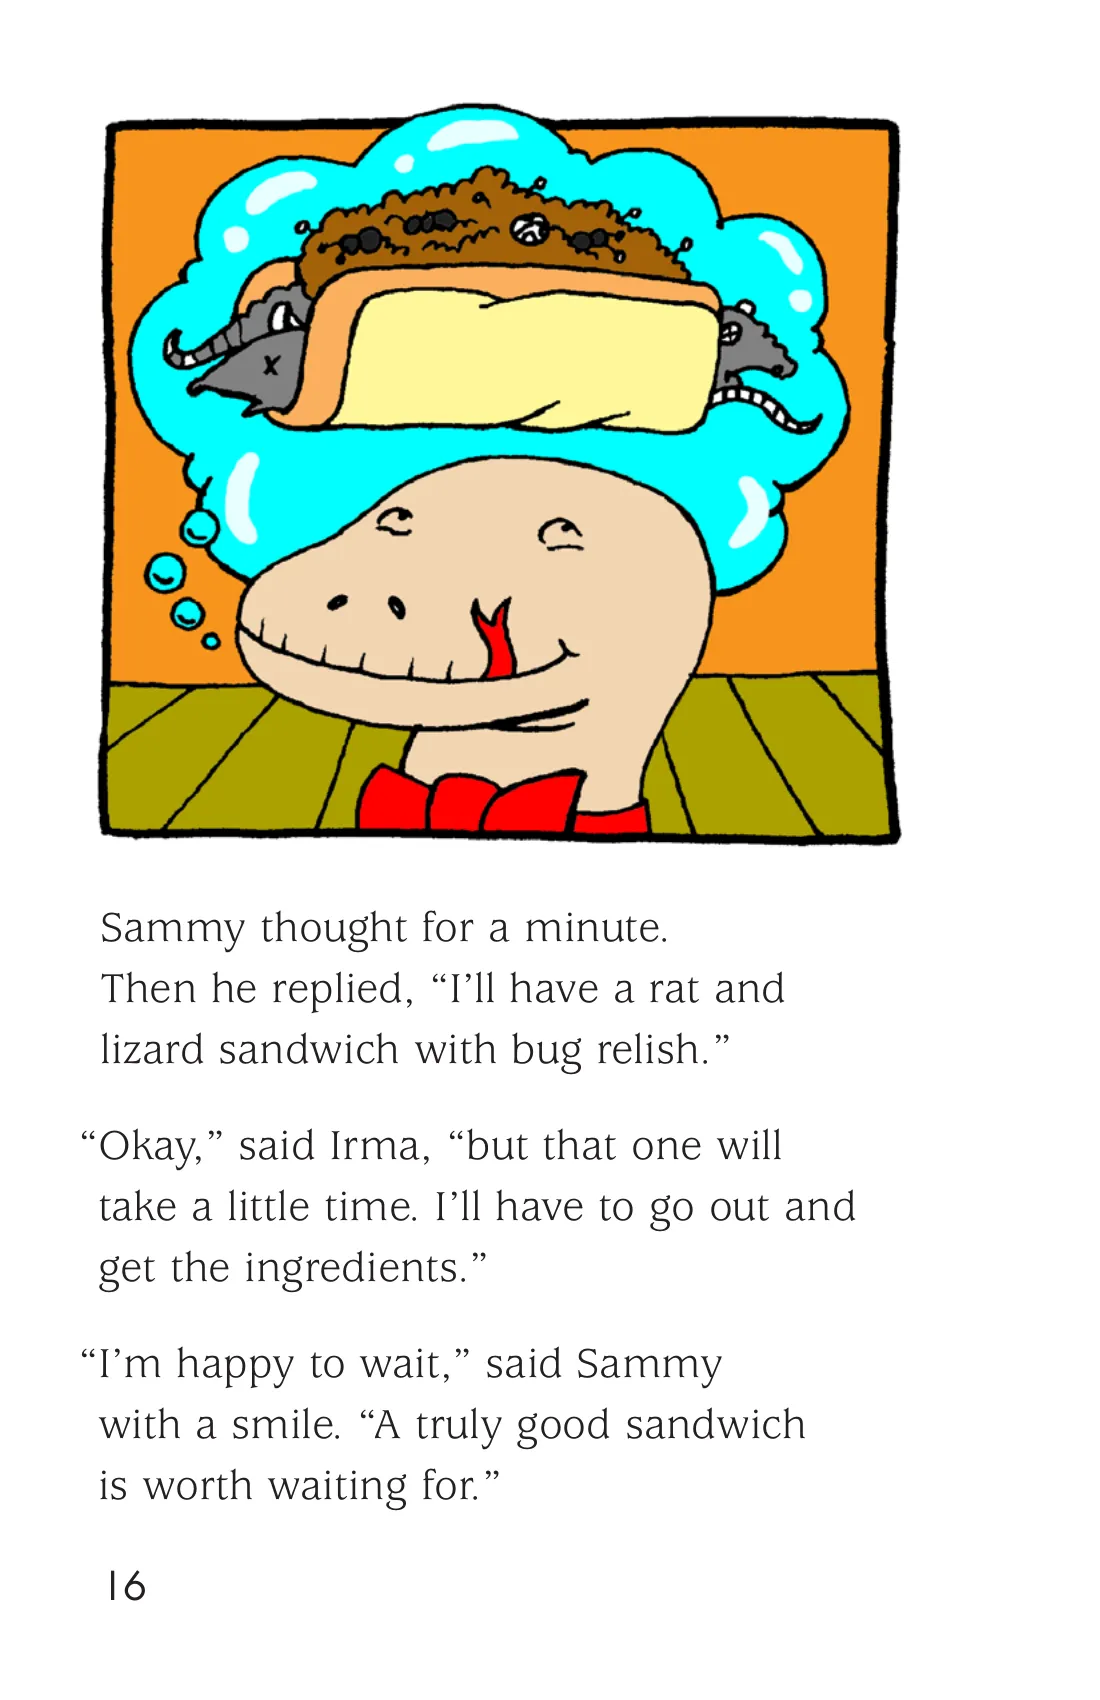 Sammy thought for a minute.
Then he replied, “I’ll have a rat and
lizard sandwich with bug relish.”
“Okay,” said Irma, “but that one will
take a little time. I’ll have to go out and
get the ingredients.”
“I’m happy to wait,” said Sammy
with a smile. “A truly good sandwich
is worth waiting for.”
16